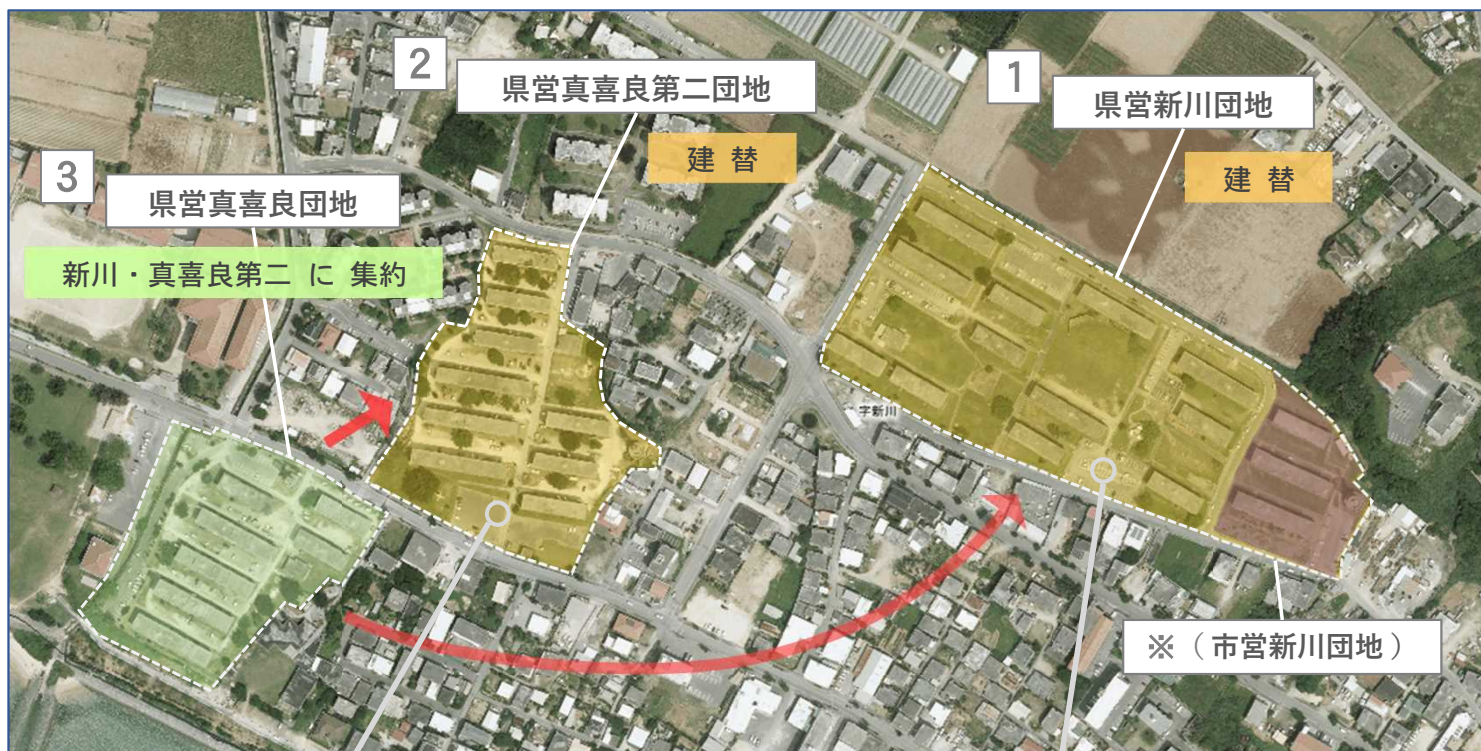 2
県営真喜良第二団地
建 替
1
県営新川団地
建 替
3
県営真喜良団地
新川・真喜良第二 に 集約
字新川
※（市営新川団地）